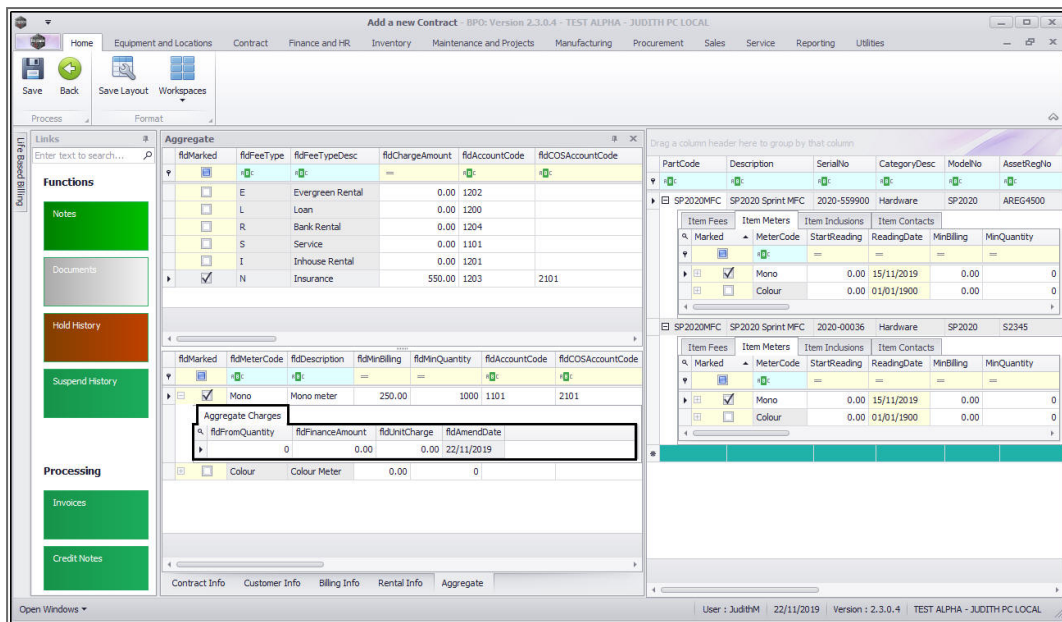 Add a new Contract - BPO: Version 2.3.0.4 - TEST ALPHA - JUDITH PC LOCAL
Home Equipment and Locations Contract Finance and HR Inventory Maintenance and Projects Manufacturing Procurement Sales Service Reporting Utilities
Save Back Save Layout Workspaces
Process Format
Life Based Billing
Links
Enter text to search...
Functions
Notes
Documents
Hold History
Suspend History
Processing
Invoices
Credit Notes
Aggregate
fldMarked fldFeeType fldFeeTypeDesc fldChargeAmount fldAccountCode fldCOSAccountCode
E Evergreen Rental 0.00 1202
L Loan 0.00 1200
R Bank Rental 0.00 1204
S Service 0.00 1101
I Inhouse Rental 0.00 1201
N Insurance 550.00 1203 2101
fldMarked fldMeterCode fldDescription fldMinBilling fldMinQuantity fldAccountCode fldCOSAccountCode
Mono Mono meter 250.00 1000 1101 2101
Aggregate Charges
fldFromQuantity fldFinanceAmount fldUnitCharge fldAmendDate
0 0.00 0.00 22/11/2019
Colour Colour Meter 0.00 0
Contract Info Customer Info Billing Info Rental Info Aggregate
Drag a column header here to group by that column
PartCode Description SerialNo CategoryDesc ModelNo AssetRegNo
SP2020MFC SP2020 Sprint MFC 2020-559900 Hardware SP2020 AREG4500
Item Fees Item Meters Item Inclusions Item Contacts
Marked MeterCode StartReading ReadingDate MinBilling MinQuantity
Mono 0.00 15/11/2019 0.00 0
Colour 0.00 01/01/1900 0.00 0
SP2020MFC SP2020 Sprint MFC 2020-00036 Hardware SP2020 S2345
Item Fees Item Meters Item Inclusions Item Contacts
Marked MeterCode StartReading ReadingDate MinBilling MinQuantity
Mono 0.00 15/11/2019 0.00 0
Colour 0.00 01/01/1900 0.00 0
Open Windows User : JudithM 22/11/2019 Version : 2.3.0.4 TEST ALPHA - JUDITH PC LOCAL